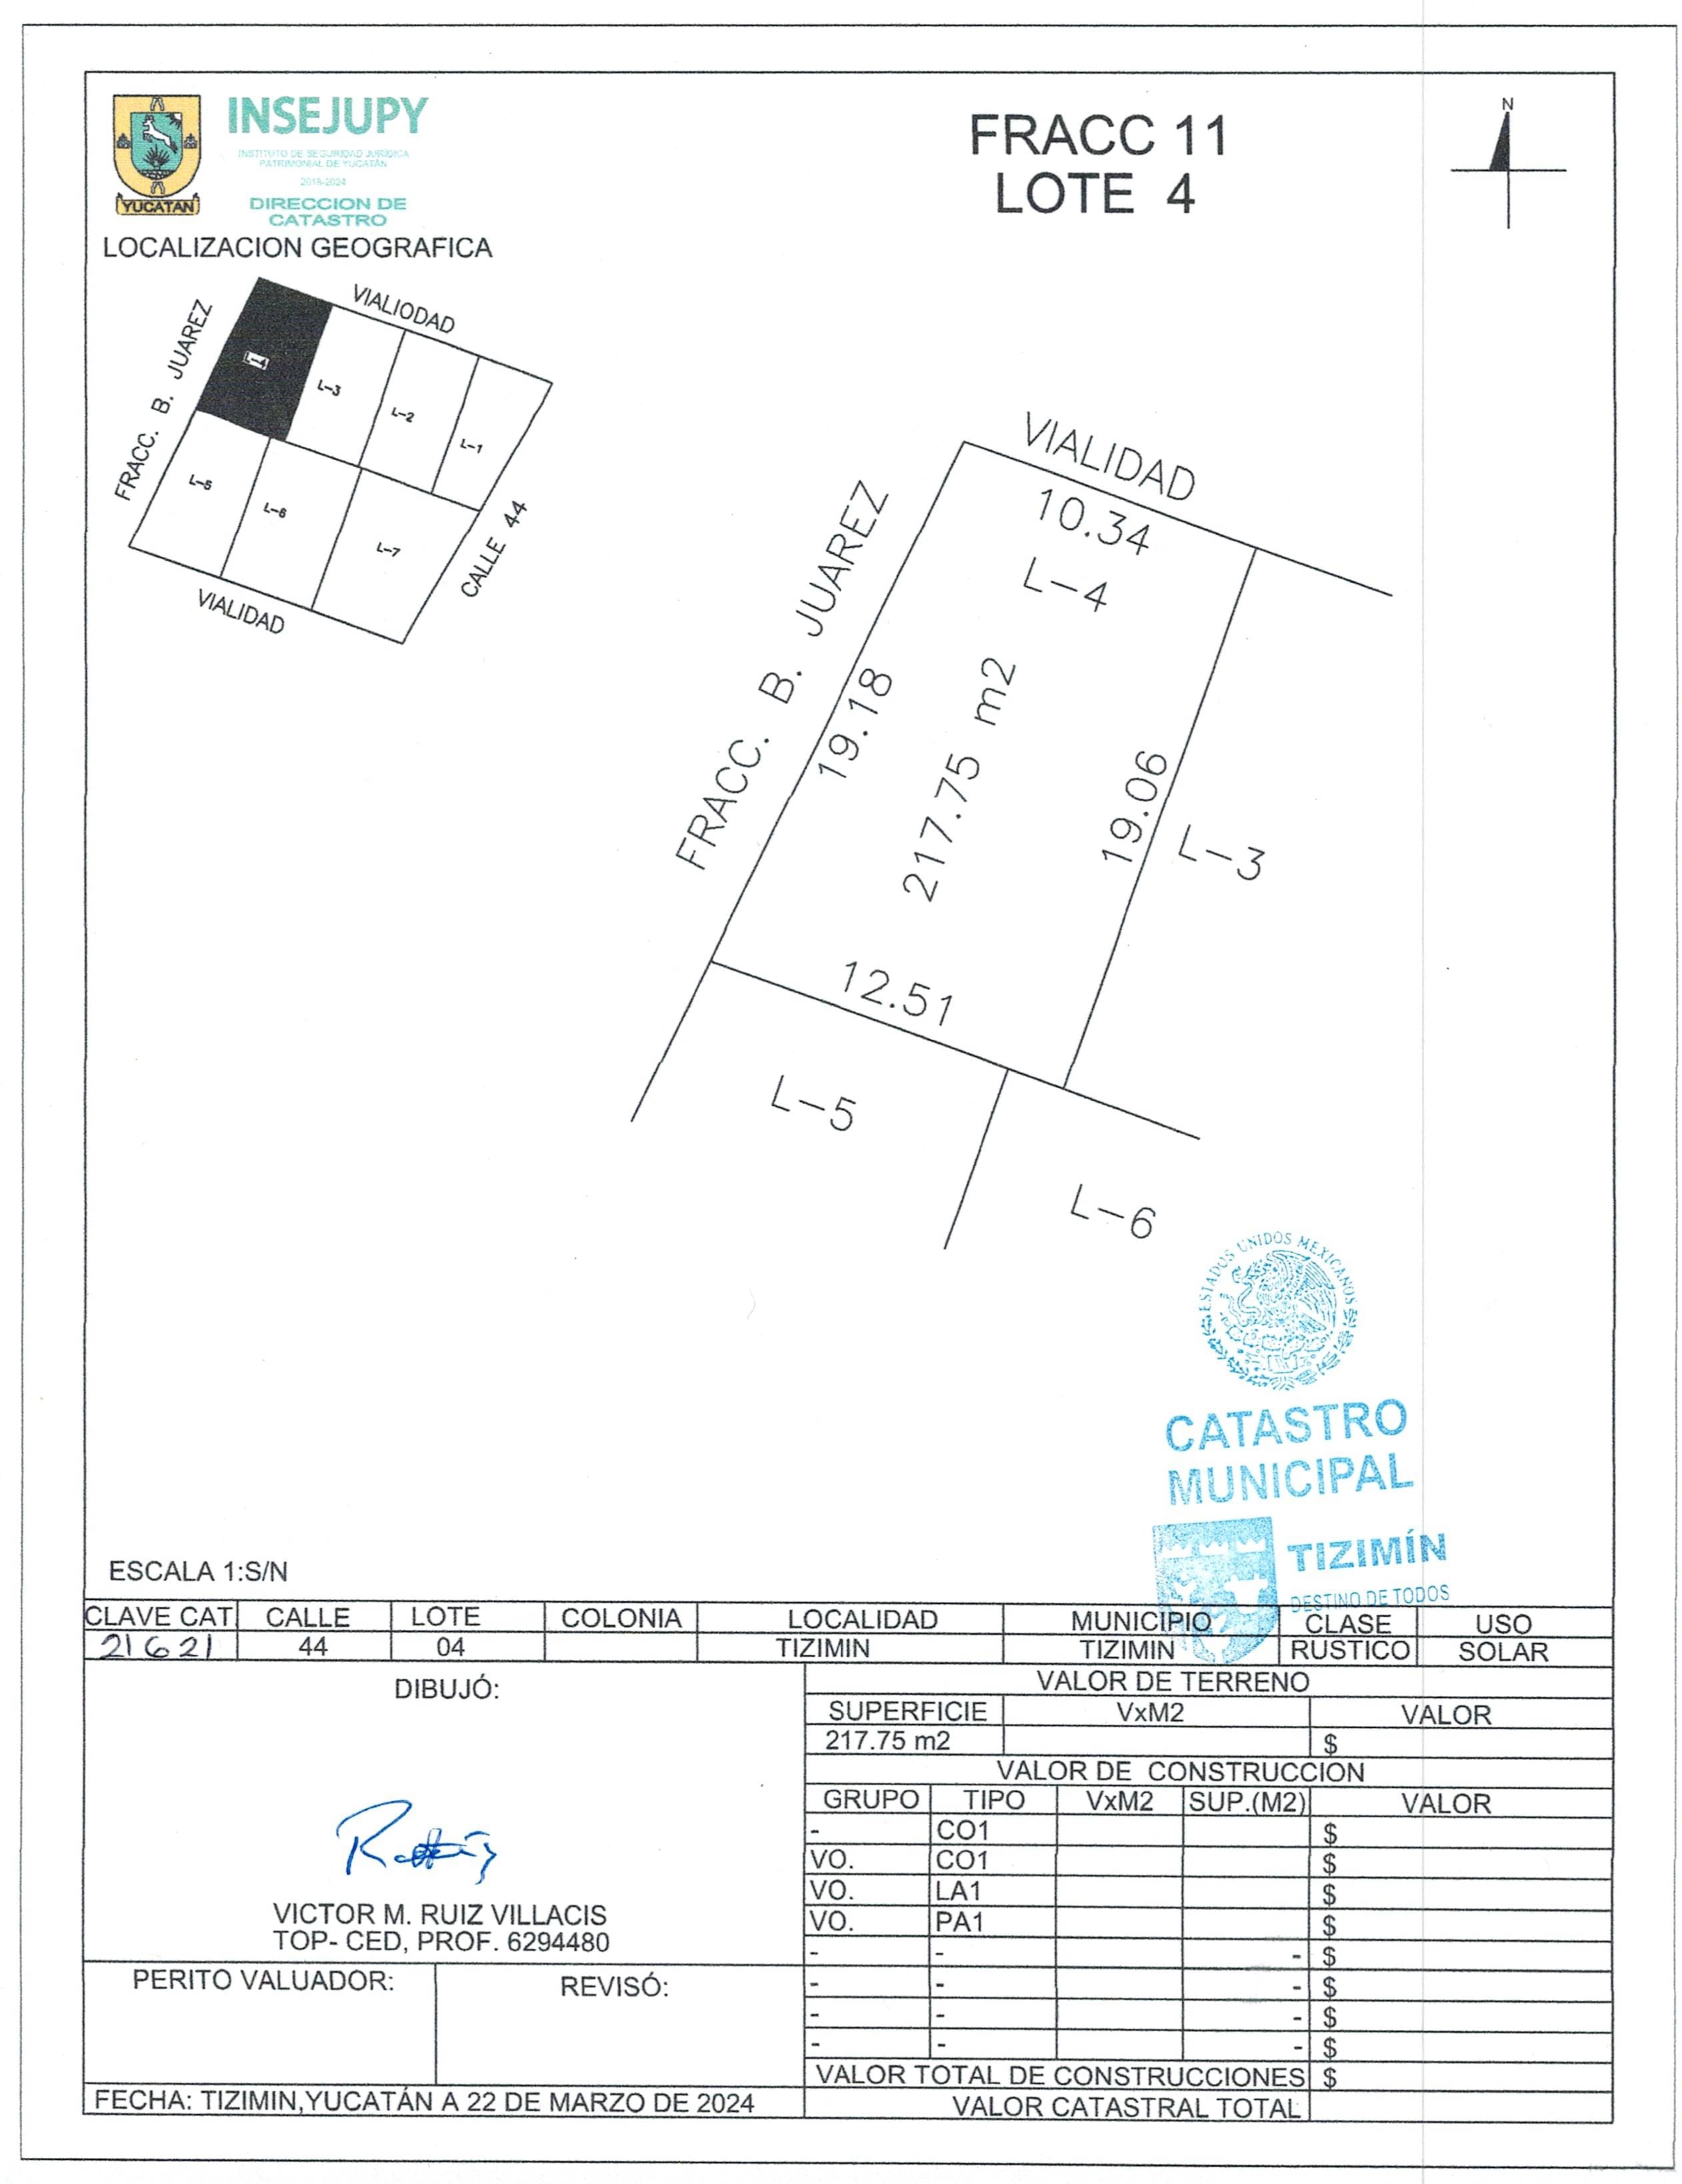 INSEJUPY
INSTITUTO DE SEGURIDAD JURÍDICA
PATRIMONIAL DE YUCATÁN
2018-2024
DIRECCION DE
CATASTRO
YUCATAN
FRACC 11
LOTE 4
N
LOCALIZACION GEOGRAFICA
VIALIODAD
FRACC. B. JUAREZ
L-4
L-3
L-2
L-1
L-5
L-6
L-7
CALLE 44
VIALIDAD
VIALIDAD
10.34
L-4
FRACC. B. JUAREZ
19.18
217.75 m2
19.06
L-3
12.51
L-5
L-6
ESTADOS UNIDOS MEXICANOS
CATASTRO
MUNICIPAL
TIZIMÍN
DESTINO DE TODOS
ESCALA 1:S/N
CLAVE CAT CALLE LOTE COLONIA LOCALIDAD MUNICIPIO CLASE USO
21621 44 04 TIZIMIN TIZIMIN RUSTICO SOLAR
DIBUJÓ:
VICTOR M. RUIZ VILLACIS
TOP- CED, PROF. 6294480
PERITO VALUADOR: REVISÓ:
FECHA: TIZIMIN,YUCATÁN A 22 DE MARZO DE 2024
VALOR DE TERRENO
SUPERFICIE VxM2 VALOR
217.75 m2 $
VALOR DE CONSTRUCCION
GRUPO TIPO VxM2 SUP.(M2) VALOR
- CO1 $
VO. CO1 $
VO. LA1 $
VO. PA1 $
- - - $
- - - $
- - - $
- - - $
VALOR TOTAL DE CONSTRUCCIONES $
VALOR CATASTRAL TOTAL